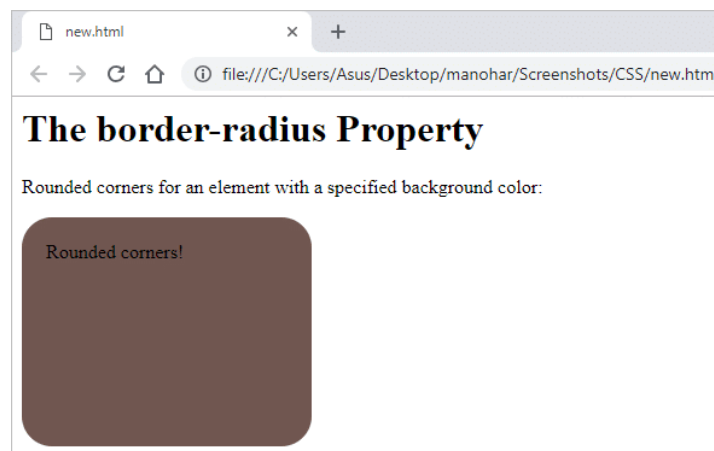 new.html
file:///C:/Users/Asus/Desktop/manohar/Screenshots/CSS/new.htm
The border-radius Property
Rounded corners for an element with a specified background color:
Rounded corners!